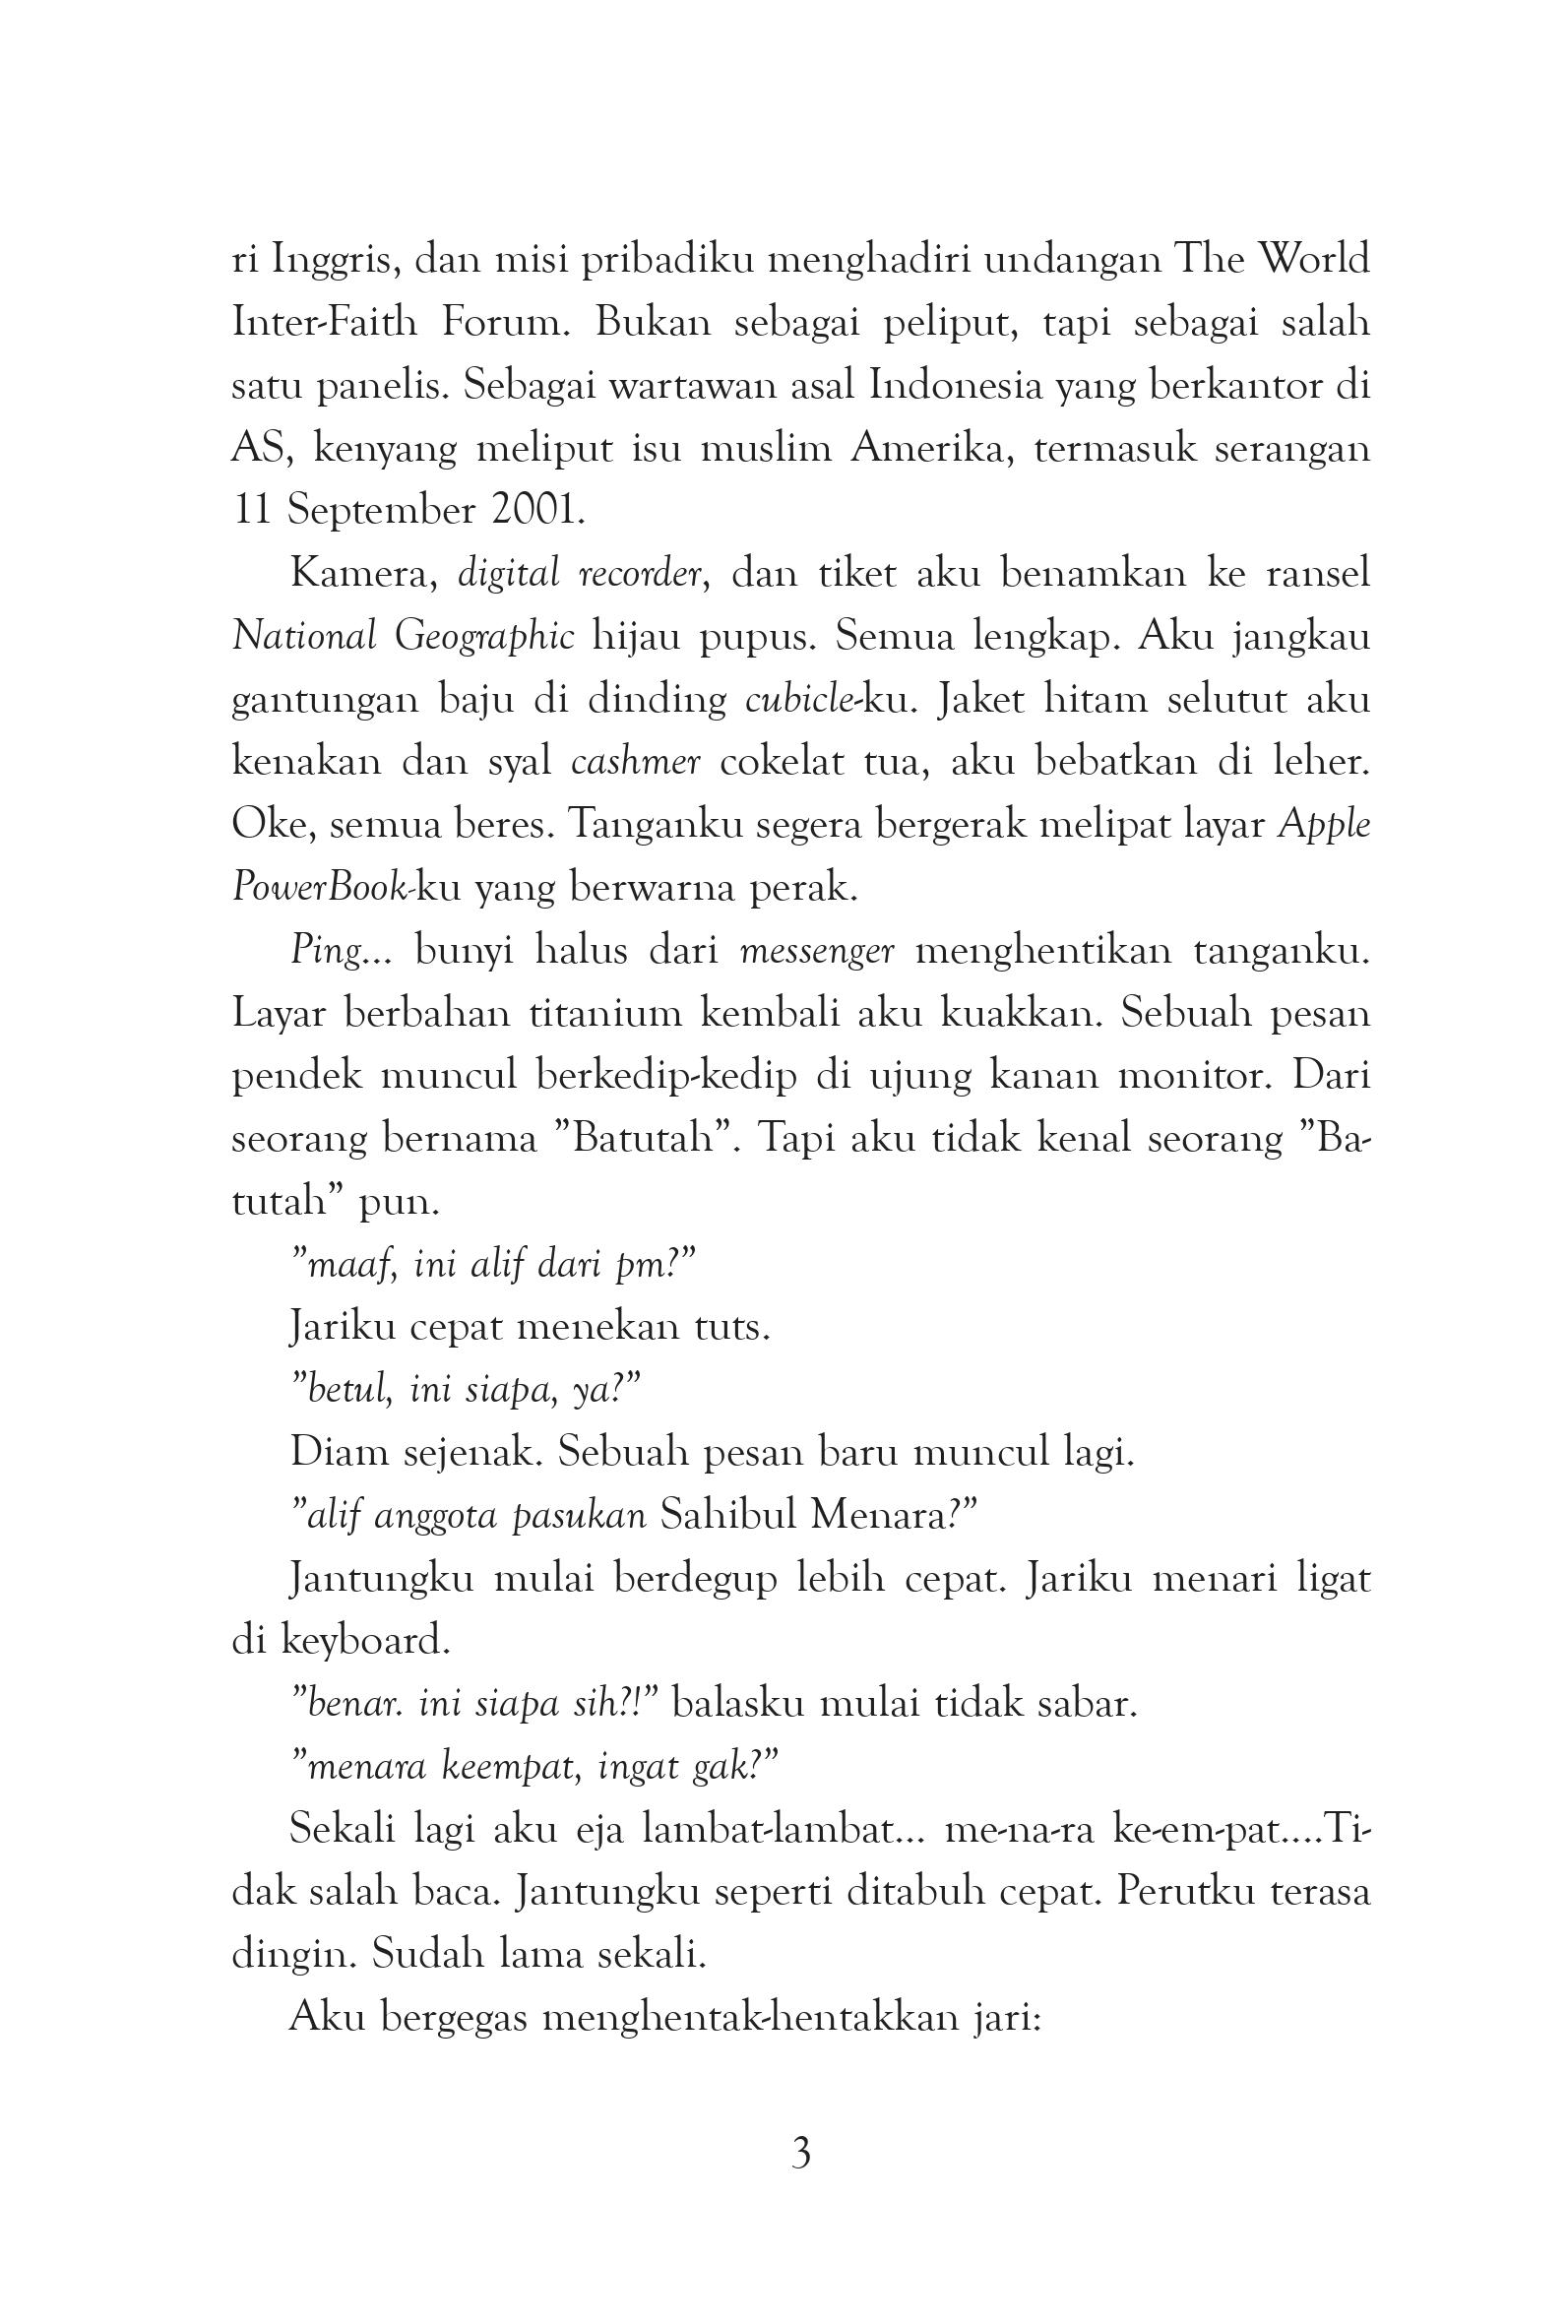 ri Inggris, dan misi pribadiku menghadiri undangan The World
Inter-Faith Forum. Bukan sebagai peliput, tapi sebagai salah
satu panelis. Sebagai wartawan asal Indonesia yang berkantor di
AS, kenyang meliput isu muslim Amerika, termasuk serangan
11 September 2001.
Kamera, digital recorder, dan tiket aku benamkan ke ransel
National Geographic hijau pupus. Semua lengkap. Aku jangkau
gantungan baju di dinding cubicle-ku. Jaket hitam selutut aku
kenakan dan syal cashmer cokelat tua, aku bebatkan di leher.
Oke, semua beres. Tanganku segera bergerak melipat layar Apple
PowerBook-ku yang berwarna perak.
Ping... bunyi halus dari messenger menghentikan tanganku.
Layar berbahan titanium kembali aku kuakkan. Sebuah pesan
pendek muncul berkedip-kedip di ujung kanan monitor. Dari
seorang bernama ”Batutah”. Tapi aku tidak kenal seorang ”Ba-
tutah” pun.
”maaf, ini alif dari pm?”
Jariku cepat menekan tuts.
”betul, ini siapa, ya?”
Diam sejenak. Sebuah pesan baru muncul lagi.
”alif anggota pasukan Sahibul Menara?”
Jantungku mulai berdegup lebih cepat. Jariku menari ligat
di keyboard.
”benar. ini siapa sih?!” balasku mulai tidak sabar.
”menara keempat, ingat gak?”
Sekali lagi aku eja lambat-lambat... me-na-ra ke-em-pat....Ti-
dak salah baca. Jantungku seperti ditabuh cepat. Perutku terasa
dingin. Sudah lama sekali.
Aku bergegas menghentak-hentakkan jari:
3